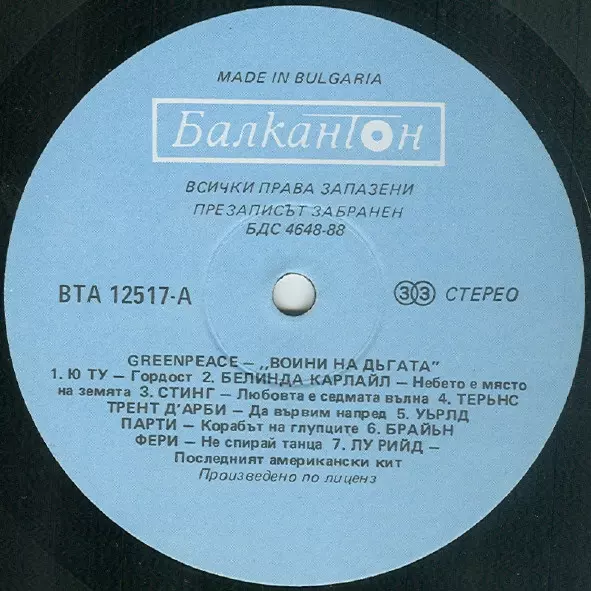 MADE IN BULGARIA
БалканТон
ВСИЧКИ ПРАВА ЗАПАЗЕНИ
ПРЕЗАПИСЪТ ЗАБРАНЕН
БДС 4648-88
ВТА 12517-А
33 СТЕРЕО
GREENPEACE – „ВОИНИ НА ДЪГАТА"
1. Ю ТУ – Гордост 2. БЕЛИНДА КАРЛАЙЛ – Небето е място
на земята 3. СТИНГ – Любовта е седмата вълна 4. ТЕРЬНС
ТРЕНТ Д'АРБИ – Да вървим напред 5. УЪРЛД
ПАРТИ – Корабът на глупците 6. БРАЙЪН
ФЕРИ – Не спирай танца 7. ЛУ РИЙД –
Последният американски кит
Произведено по лиценз